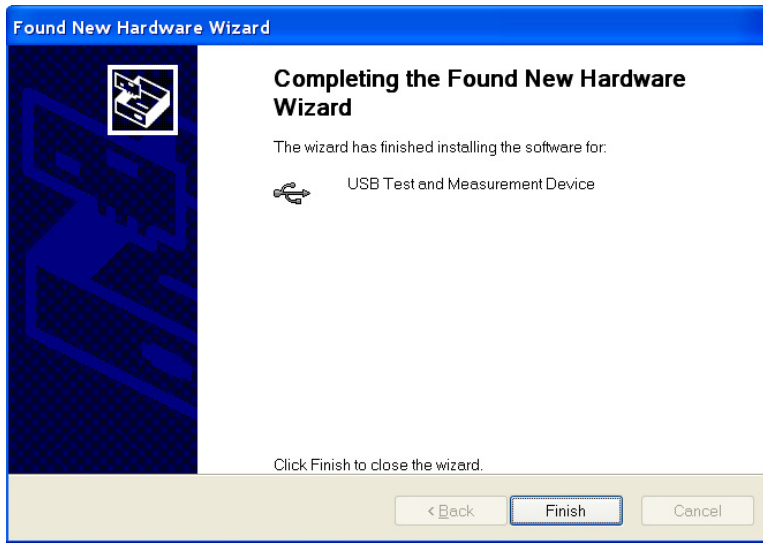 Found New Hardware Wizard
Completing the Found New Hardware
Wizard
The wizard has finished installing the software for:
USB Test and Measurement Device
Click Finish to close the wizard.
< Back
Finish
Cancel